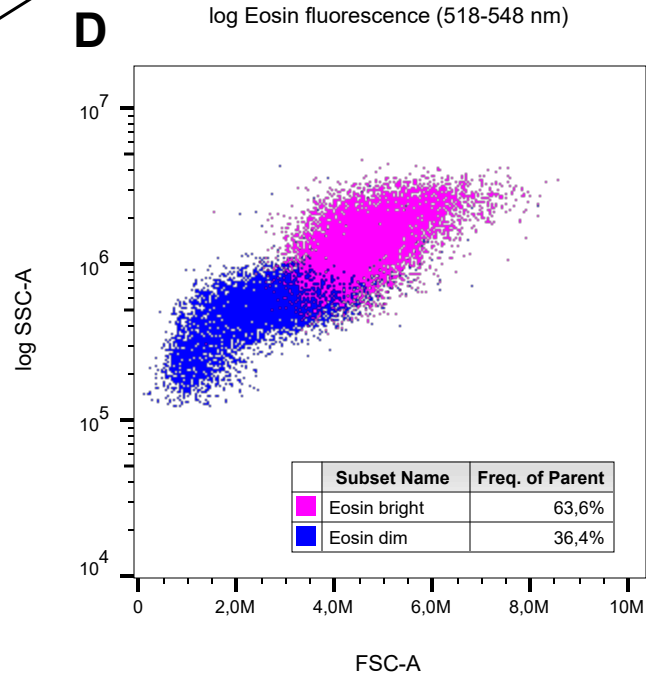 log Eosin fluorescence (518-548 nm)
D
10^7
10^6
10^5
10^4
log SSC-A
Subset Name Freq. of Parent
Eosin bright 63,6%
Eosin dim 36,4%
0 2,0M 4,0M 6,0M 8,0M 10M
FSC-A